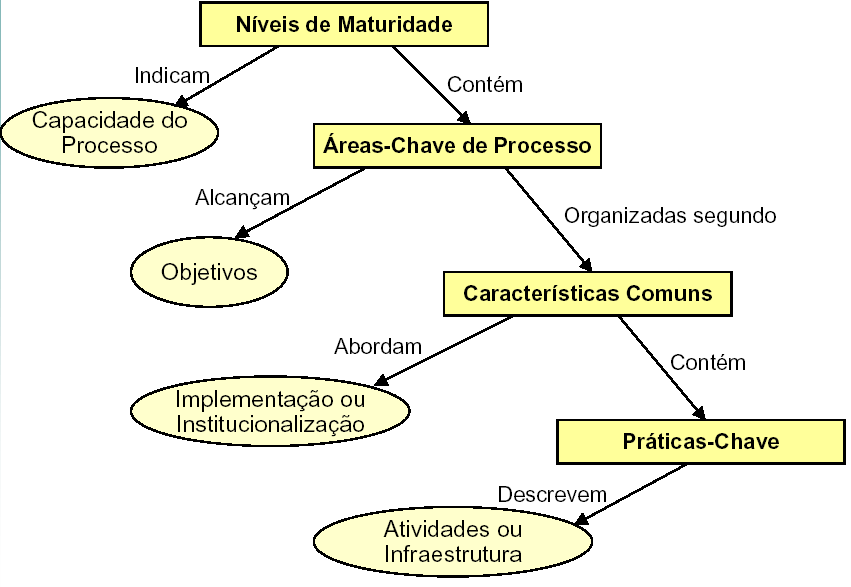 Níveis de Maturidade
Indicam
Contém
Capacidade do
Processo
Áreas-Chave de Processo
Alcançam
Organizadas segundo
Objetivos
Características Comuns
Abordam
Contém
Implementação ou
Institucionalização
Práticas-Chave
Descrevem
Atividades ou
Infraestrutura